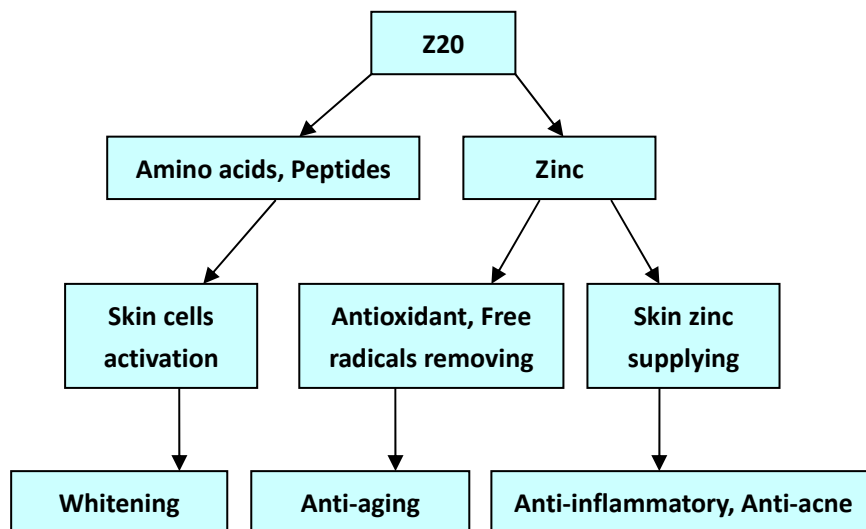 Z20
Amino acids, Peptides
Zinc
Skin cells
activation
Antioxidant, Free
radicals removing
Skin zinc
supplying
Whitening
Anti-aging
Anti-inflammatory, Anti-acne